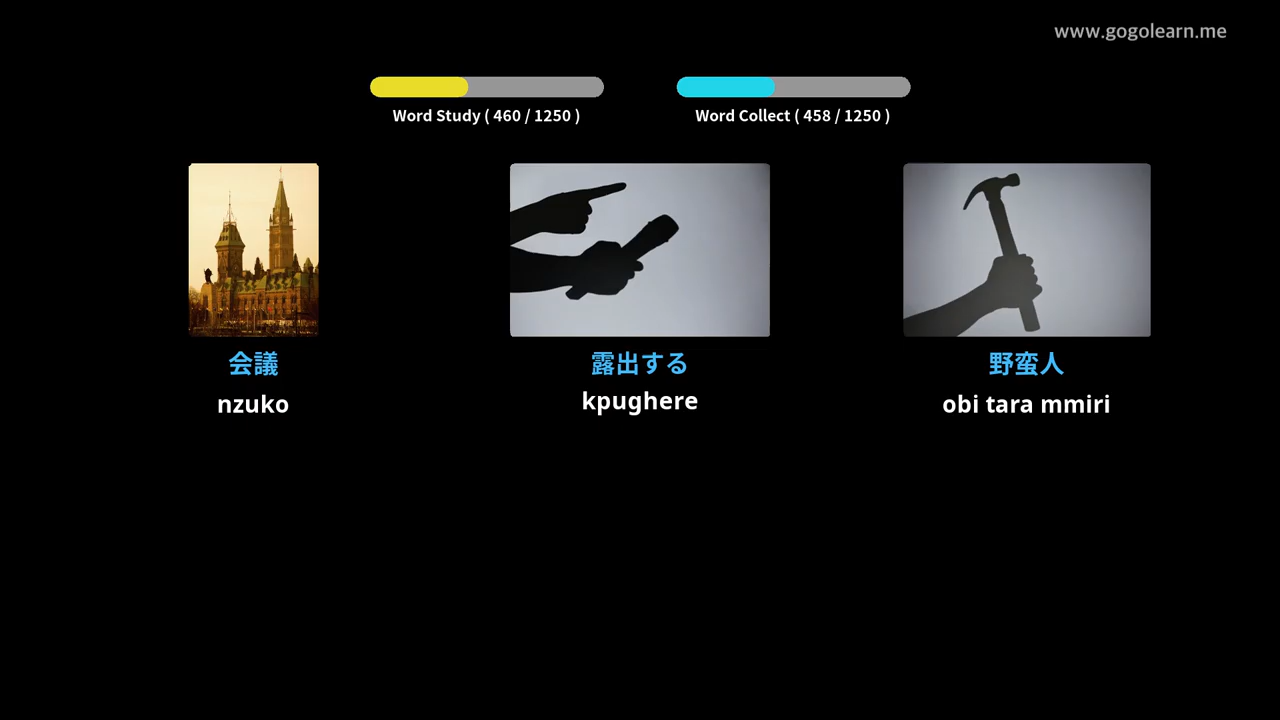 www.gogolearn.me
Word Study ( 460 / 1250 )
Word Collect ( 458 / 1250 )
会議
nzuko
露出する
kpughere
野蛮人
obi tara mmiri